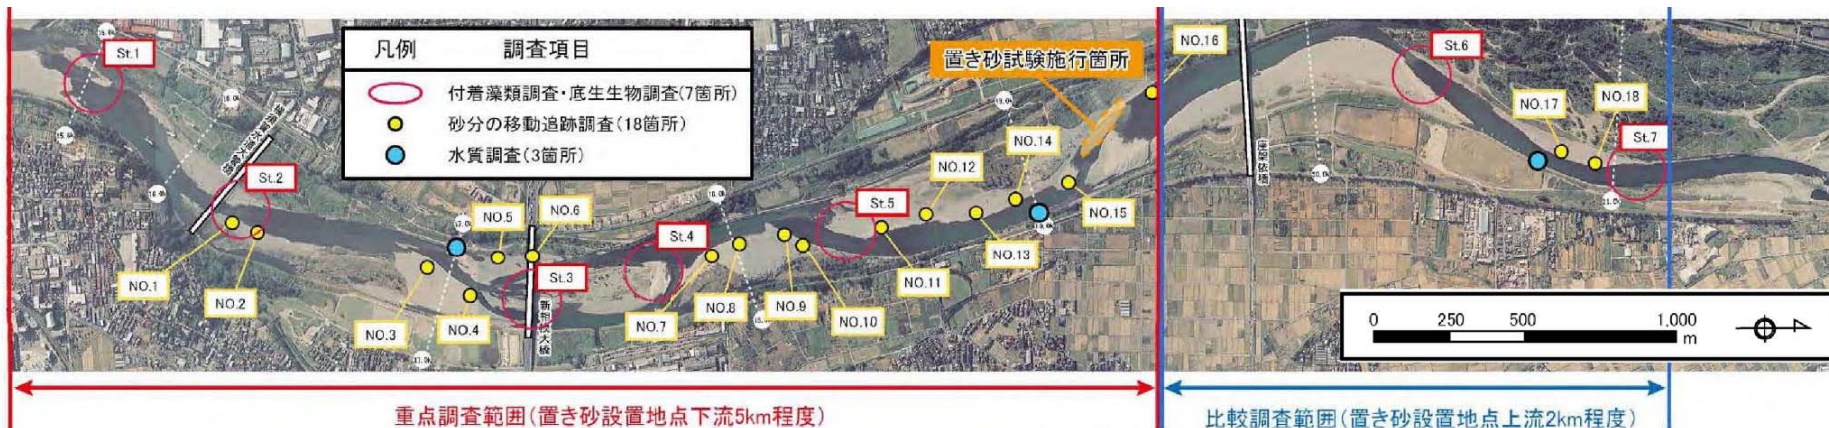 凡例 調査項目
付着藻類調査・底生生物調査(7箇所)
砂分の移動追跡調査(18箇所)
水質調査(3箇所)
置き砂試験施行箇所
St.1
St.2
St.3
St.4
St.5
St.6
St.7
NO.1
NO.2
NO.3
NO.4
NO.5
NO.6
NO.7
NO.8
NO.9
NO.10
NO.11
NO.12
NO.13
NO.14
NO.15
NO.16
NO.17
NO.18
新相模大橋
座架依橋
0 250 500 1,000
m
重点調査範囲(置き砂設置地点下流5km程度)
比較調査範囲(置き砂設置地点上流2km程度)